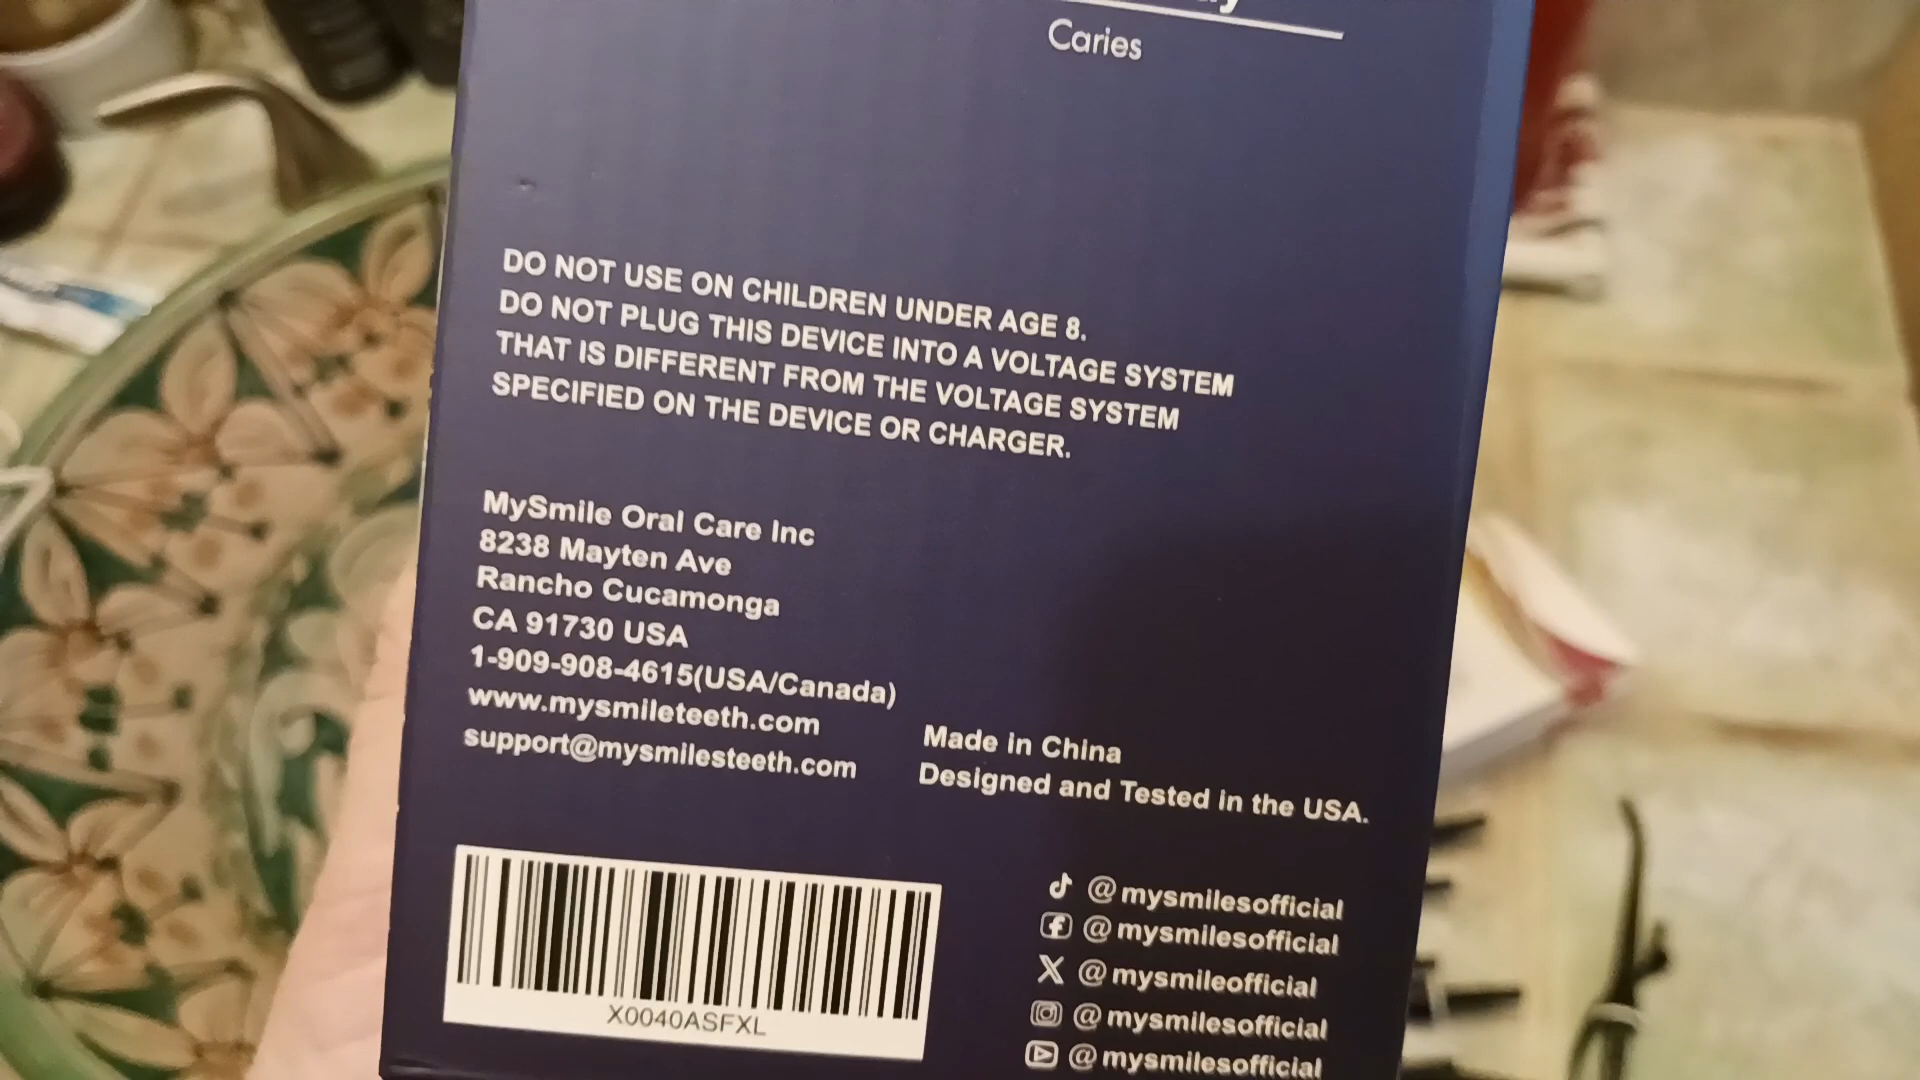 Caries
DO NOT USE ON CHILDREN UNDER AGE 8.
DO NOT PLUG THIS DEVICE INTO A VOLTAGE SYSTEM
THAT IS DIFFERENT FROM THE VOLTAGE SYSTEM
SPECIFIED ON THE DEVICE OR CHARGER.
MySmile Oral Care Inc
8238 Mayten Ave
Rancho Cucamonga
CA 91730 USA
1-909-908-4615(USA/Canada)
www.mysmileteeth.com
support@mysmilesteeth.com
Made in China
Designed and Tested in the USA.
X0040ASFXL
@mysmilesofficial
@mysmilesofficial
@mysmileofficial
@mysmilesofficial
@mysmilesofficial